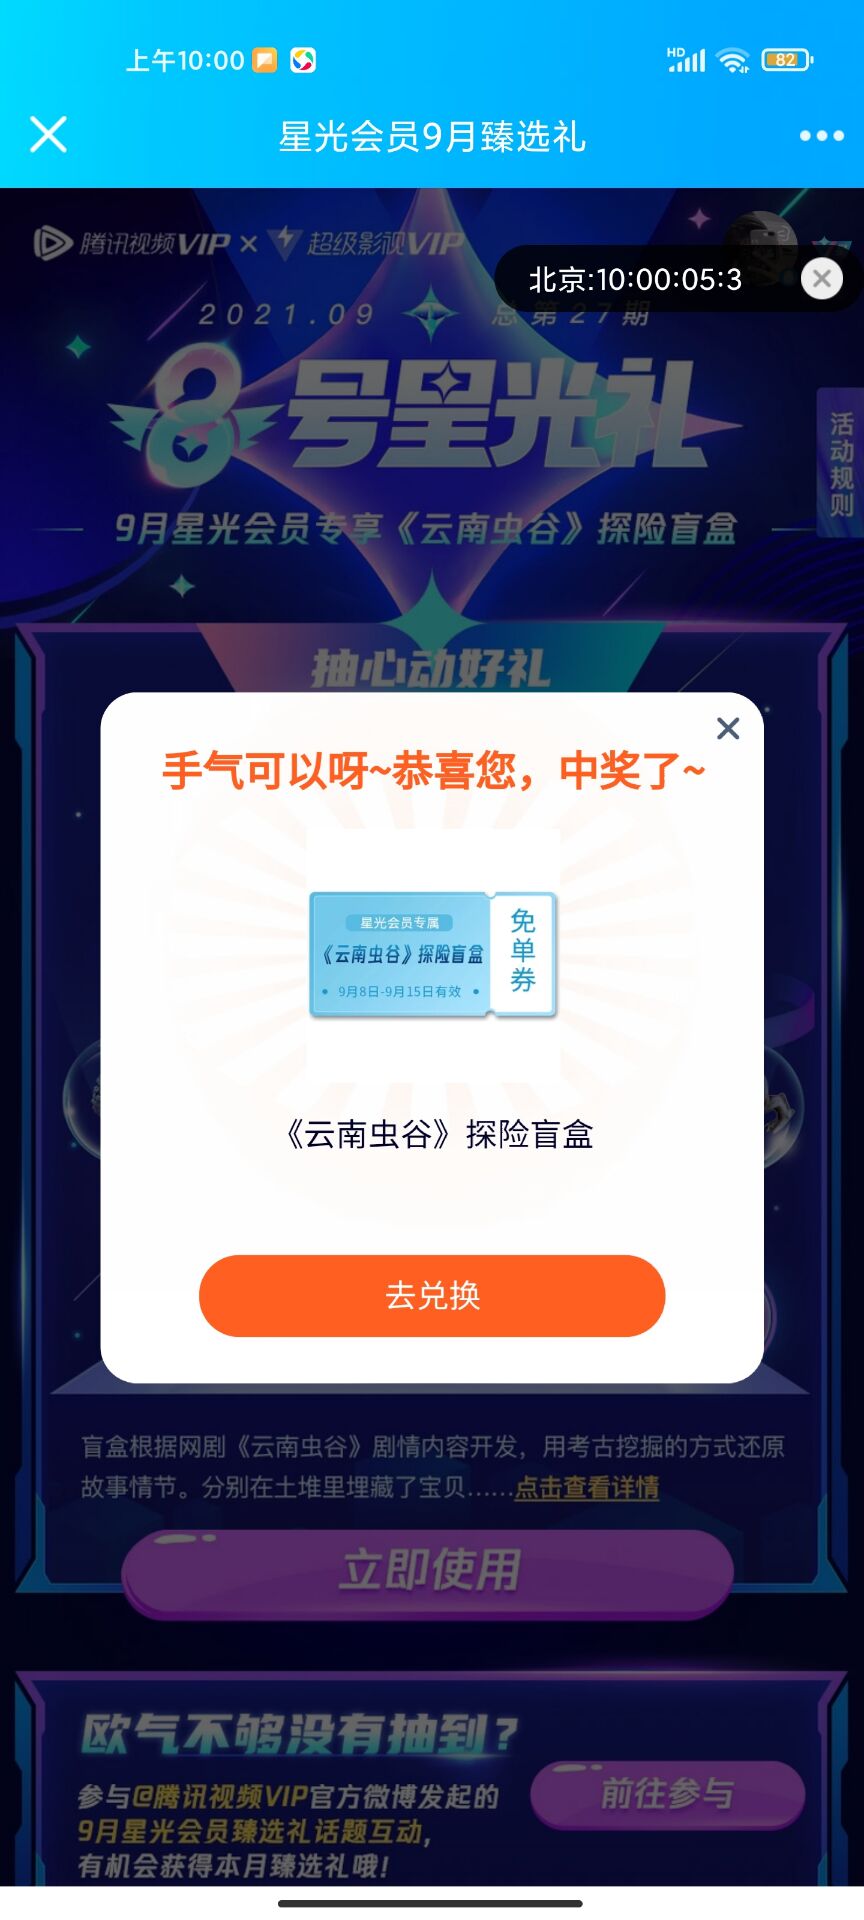 上午10:00
HD
82
星光会员9月臻选礼
腾讯视频VIP × 超级影视VIP
北京:10:00:05:3
2021.09 总第27期
8号星光礼
活动规则
9月星光会员专享《云南虫谷》探险盲盒
抽心动好礼
手气可以呀~恭喜您，中奖了~
星光会员专属
《云南虫谷》探险盲盒
9月8日-9月15日有效
免单券
《云南虫谷》探险盲盒
去兑换
盲盒根据网剧《云南虫谷》剧情内容开发，用考古挖掘的方式还原
故事情节。分别在土堆里埋藏了宝贝......点击查看详情
立即使用
欧气不够没有抽到?
参与@腾讯视频VIP官方微博发起的
9月星光会员臻选礼话题互动,
有机会获得本月臻选礼哦!
前往参与